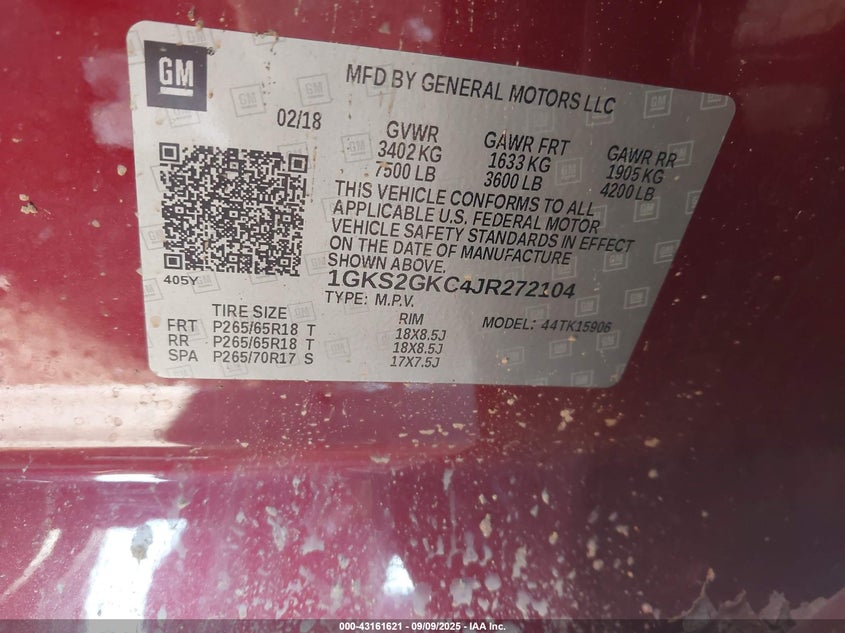 GM
MFD BY GENERAL MOTORS LLC
02/18
GVWR
3402 KG
7500 LB
GAWR FRT
1633 KG
3600 LB
GAWR RR
1905 KG
4200 LB
THIS VEHICLE CONFORMS TO ALL
APPLICABLE U.S. FEDERAL MOTOR
VEHICLE SAFETY STANDARDS IN EFFECT
ON THE DATE OF MANUFACTURE
SHOWN ABOVE.
405Y
1GKS2GKC4JR272104
TYPE: M.P.V.
MODEL: 44TK15906
TIRE SIZE RIM
FRT P265/65R18 T 18X8.5J
RR P265/65R18 T 18X8.5J
SPA P265/70R17 S 17X7.5J
000-43161621 - 09/09/2025 - IAA Inc.